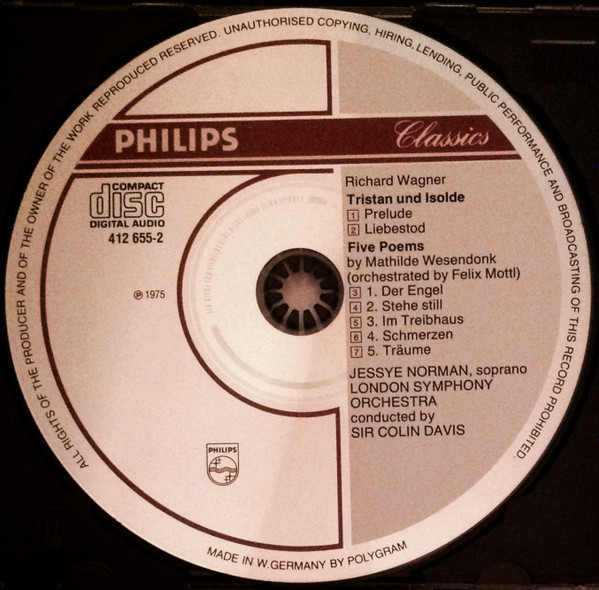 ALL RIGHTS OF THE PRODUCER AND OF THE OWNER OF THE WORK REPRODUCED RESERVED. UNAUTHORISED COPYING, HIRING, LENDING, PUBLIC PERFORMANCE AND BROADCASTING OF THIS RECORD PROHIBITED.
PHILIPS Classics
COMPACT
disc
DIGITAL AUDIO
412 655-2
℗ 1975
Richard Wagner
Tristan und Isolde
1 Prelude
2 Liebestod
Five Poems
by Mathilde Wesendonk
(orchestrated by Felix Mottl)
3 1. Der Engel
4 2. Stehe still
5 3. Im Treibhaus
6 4. Schmerzen
7 5. Träume
JESSYE NORMAN, soprano
LONDON SYMPHONY
ORCHESTRA
conducted by
SIR COLIN DAVIS
PHILIPS
MADE IN W.GERMANY BY POLYGRAM